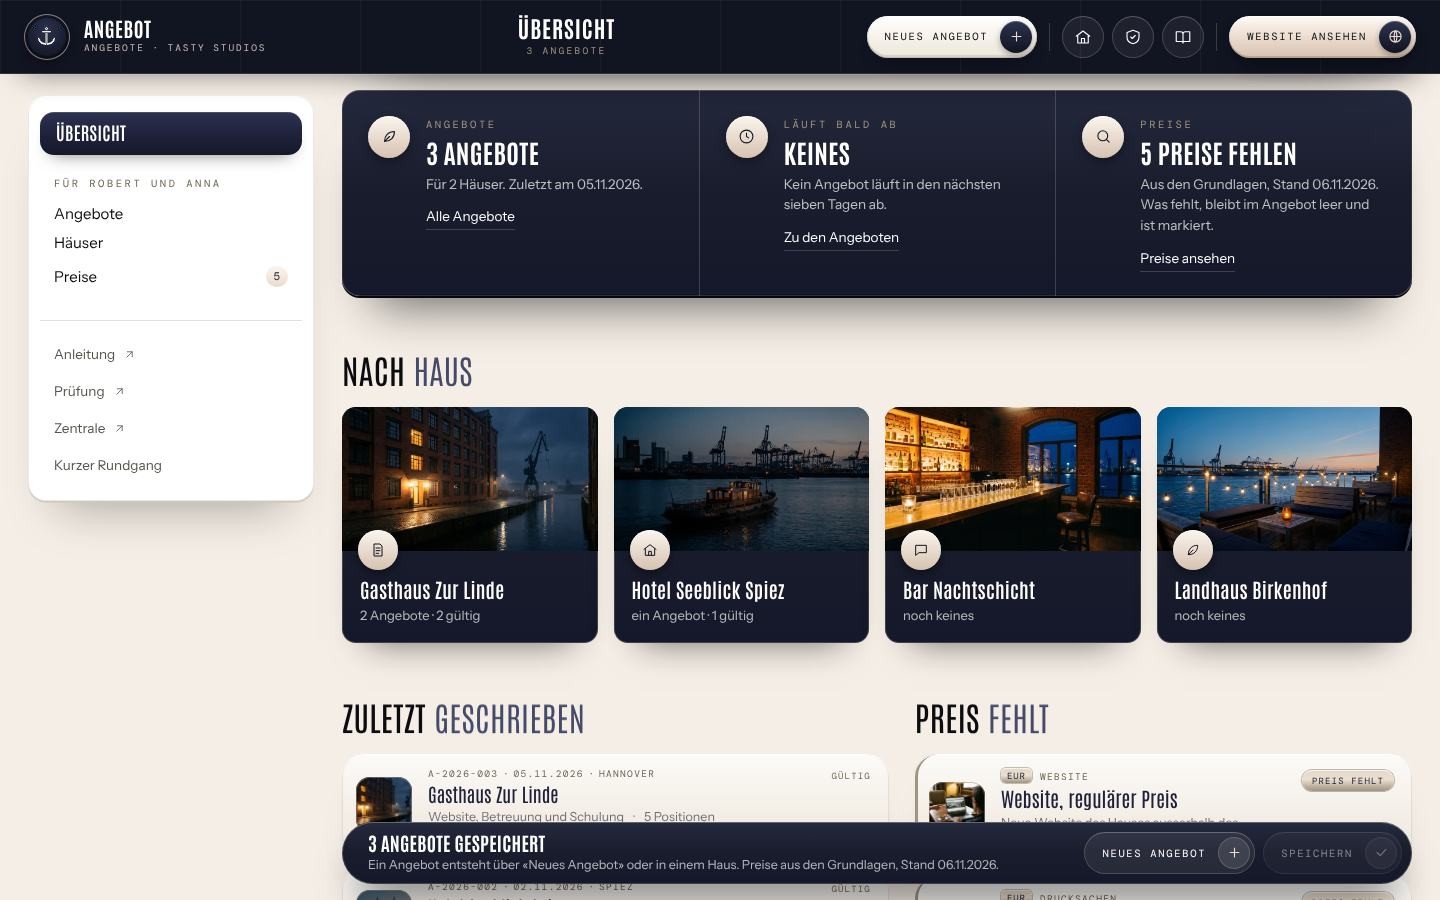 ANGEBOT
ANGEBOTE · TASTY STUDIOS
ÜBERSICHT
3 ANGEBOTE
NEUES ANGEBOT
WEBSITE ANSEHEN
ÜBERSICHT
FÜR ROBERT UND ANNA
Angebote
Häuser
Preise
5
Anleitung
Prüfung
Zentrale
Kurzer Rundgang
ANGEBOTE
3 ANGEBOTE
Für 2 Häuser. Zuletzt am 05.11.2026.
Alle Angebote
LÄUFT BALD AB
KEINES
Kein Angebot läuft in den nächsten
sieben Tagen ab.
Zu den Angeboten
PREISE
5 PREISE FEHLEN
Aus den Grundlagen, Stand 06.11.2026.
Was fehlt, bleibt im Angebot leer und
ist markiert.
Preise ansehen
NACH HAUS
Gasthaus Zur Linde
2 Angebote · 2 gültig
Hotel Seeblick Spiez
ein Angebot · 1 gültig
Bar Nachtschicht
noch keines
Landhaus Birkenhof
noch keines
ZULETZT GESCHRIEBEN
A-2026-003 · 05.11.2026 · HANNOVER
GÜLTIG
Gasthaus Zur Linde
Website, Betreuung und Schulung · 5 Positionen
A-2026-002 · 02.11.2026 · SPIEZ
GÜLTIG
PREIS FEHLT
EUR WEBSITE
PREIS FEHLT
Website, regulärer Preis
EUR DRUCKSACHEN
3 ANGEBOTE GESPEICHERT
Ein Angebot entsteht über «Neues Angebot» oder in einem Haus. Preise aus den Grundlagen, Stand 06.11.2026.
NEUES ANGEBOT
SPEICHERN